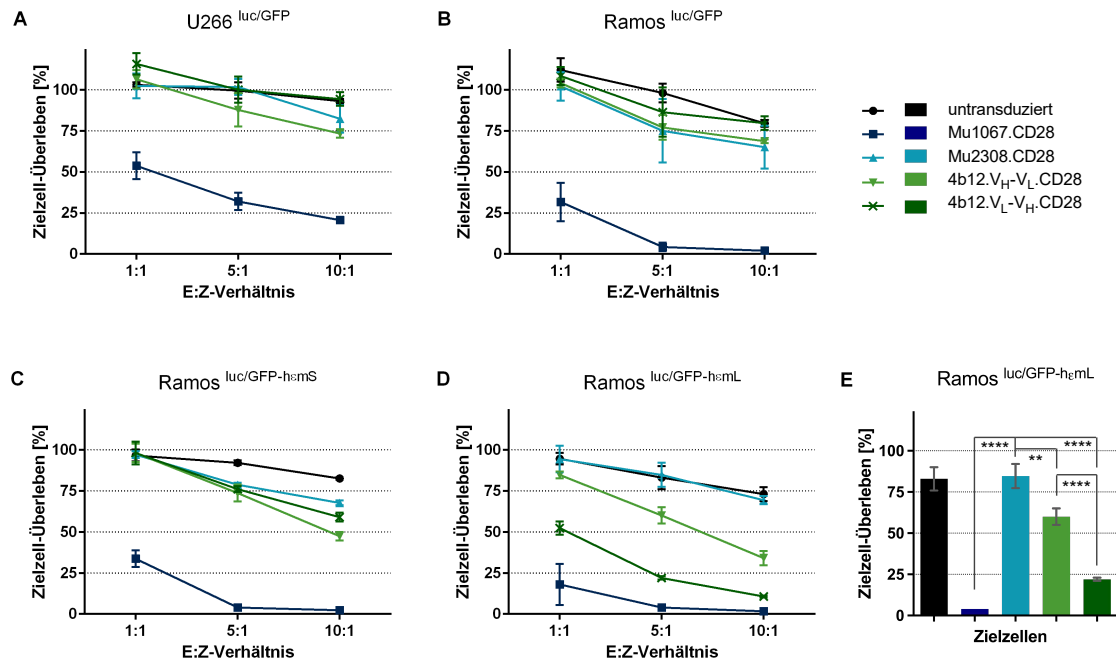 A
U266 luc/GFP
Zielzell-Überleben [%]
100
75
50
25
0
1:1 5:1 10:1
E:Z-Verhältnis
B
Ramos luc/GFP
Zielzell-Überleben [%]
100
75
50
25
0
1:1 5:1 10:1
E:Z-Verhältnis
untransduziert
Mu1067.CD28
Mu2308.CD28
4b12.VH-VL.CD28
4b12.VL-VH.CD28
C
Ramos luc/GFP-hεmS
Zielzell-Überleben [%]
100
75
50
25
0
1:1 5:1 10:1
E:Z-Verhältnis
D
Ramos luc/GFP-hεmL
Zielzell-Überleben [%]
100
75
50
25
0
1:1 5:1 10:1
E:Z-Verhältnis
E
Ramos luc/GFP-hεmL
Zielzell-Überleben [%]
100
75
50
25
0
**** ****
**
****
Zielzellen